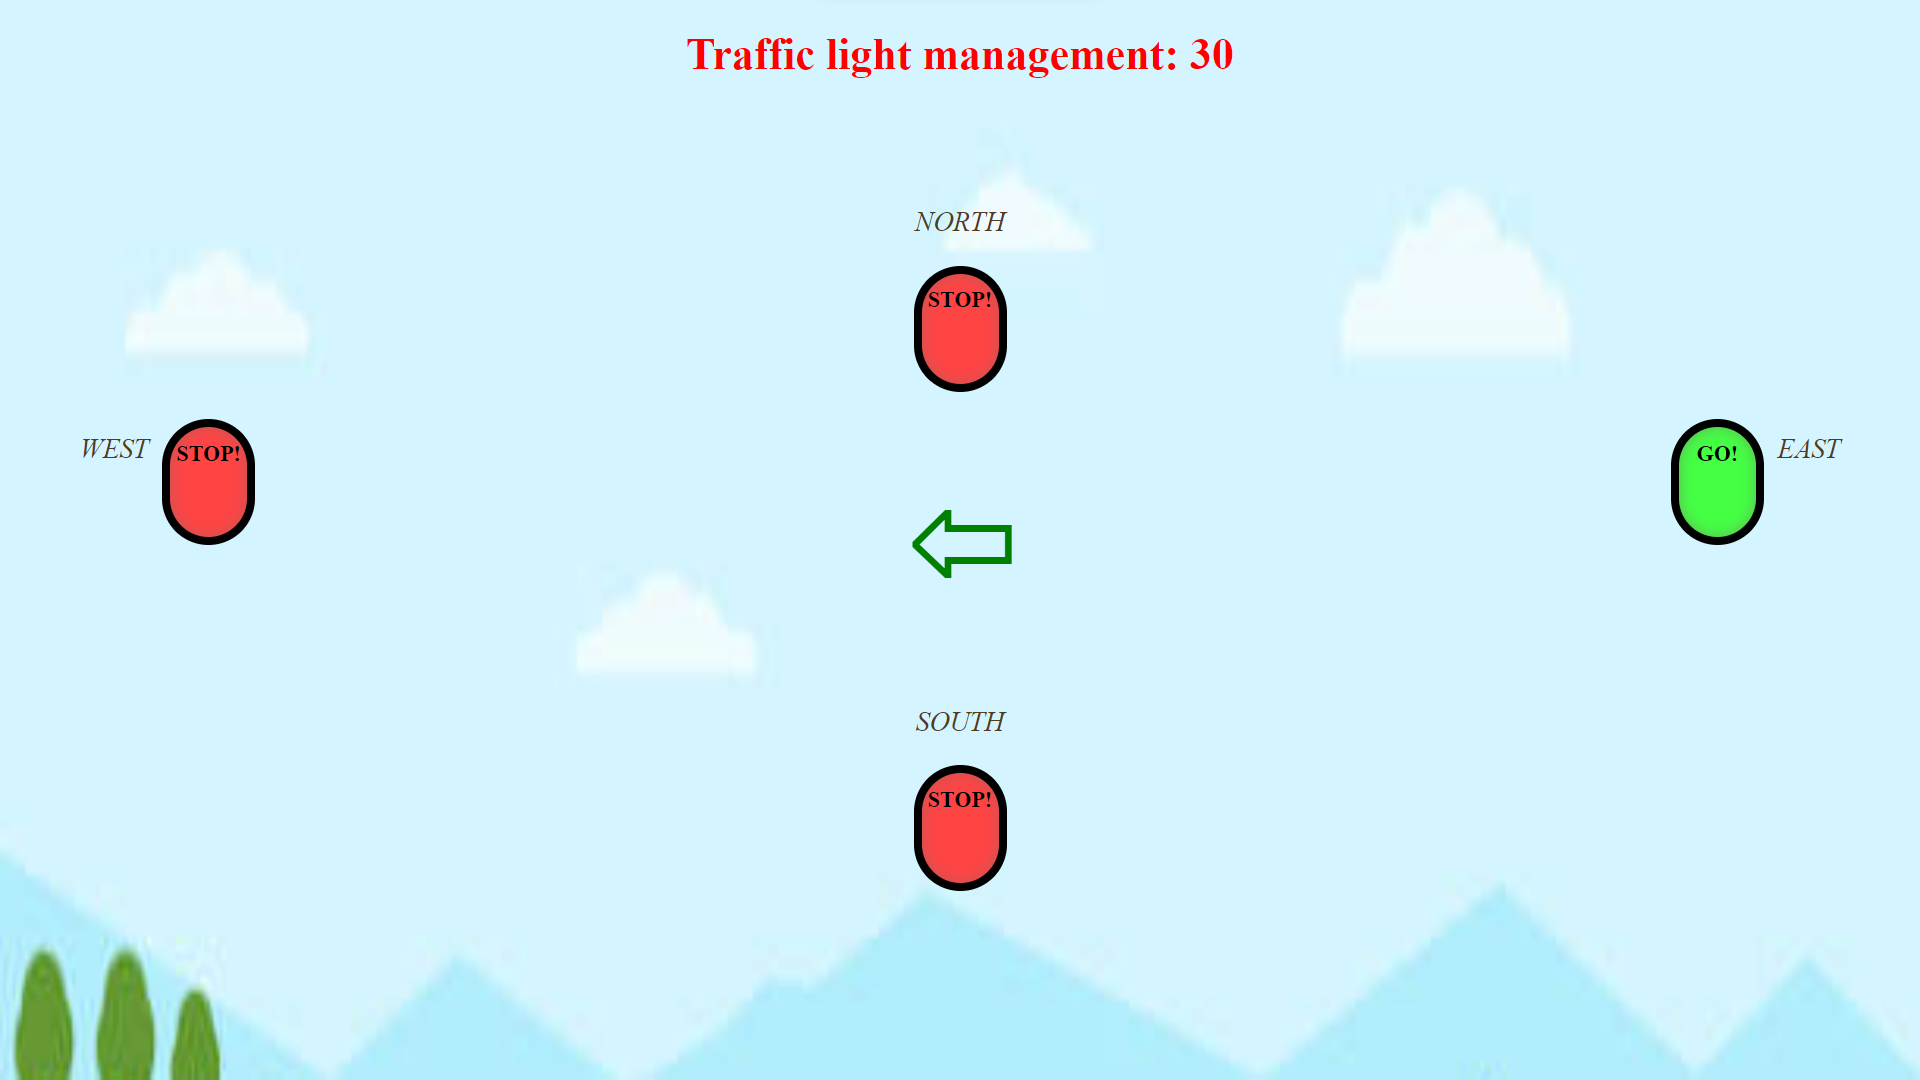 Traffic light management: 30
NORTH
STOP!
WEST
STOP!
GO!
EAST
SOUTH
STOP!